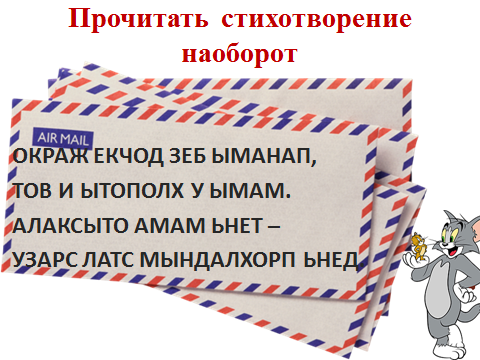 Прочитать стихотворение
наоборот
AIR MAIL
ОКРАЖ ЕКЧОД ЗЕБ ЫМАНАП,
ТОВ И ЫТОПОЛХ У ЫМАМ.
АЛАКСЫТО АМАМ ЬНЕТ –
УЗАРС ЛАТС МЫНДАЛХОРП ЬНЕД